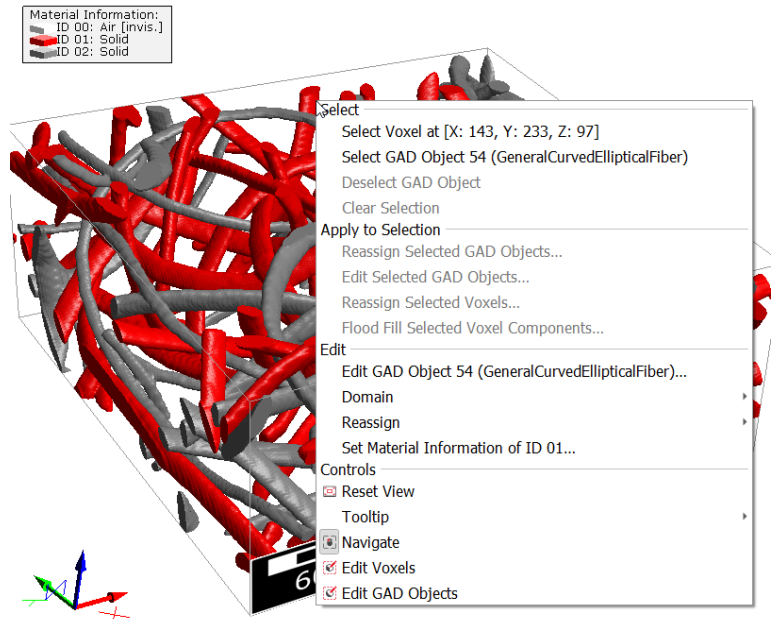 Material Information:
ID 00: Air [invis.]
ID 01: Solid
ID 02: Solid
Select
Select Voxel at [X: 143, Y: 233, Z: 97]
Select GAD Object 54 (GeneralCurvedEllipticalFiber)
Deselect GAD Object
Clear Selection
Apply to Selection
Reassign Selected GAD Objects...
Edit Selected GAD Objects...
Reassign Selected Voxels...
Flood Fill Selected Voxel Components...
Edit
Edit GAD Object 54 (GeneralCurvedEllipticalFiber)...
Domain
Reassign
Set Material Information of ID 01...
Controls
Reset View
Tooltip
Navigate
Edit Voxels
Edit GAD Objects